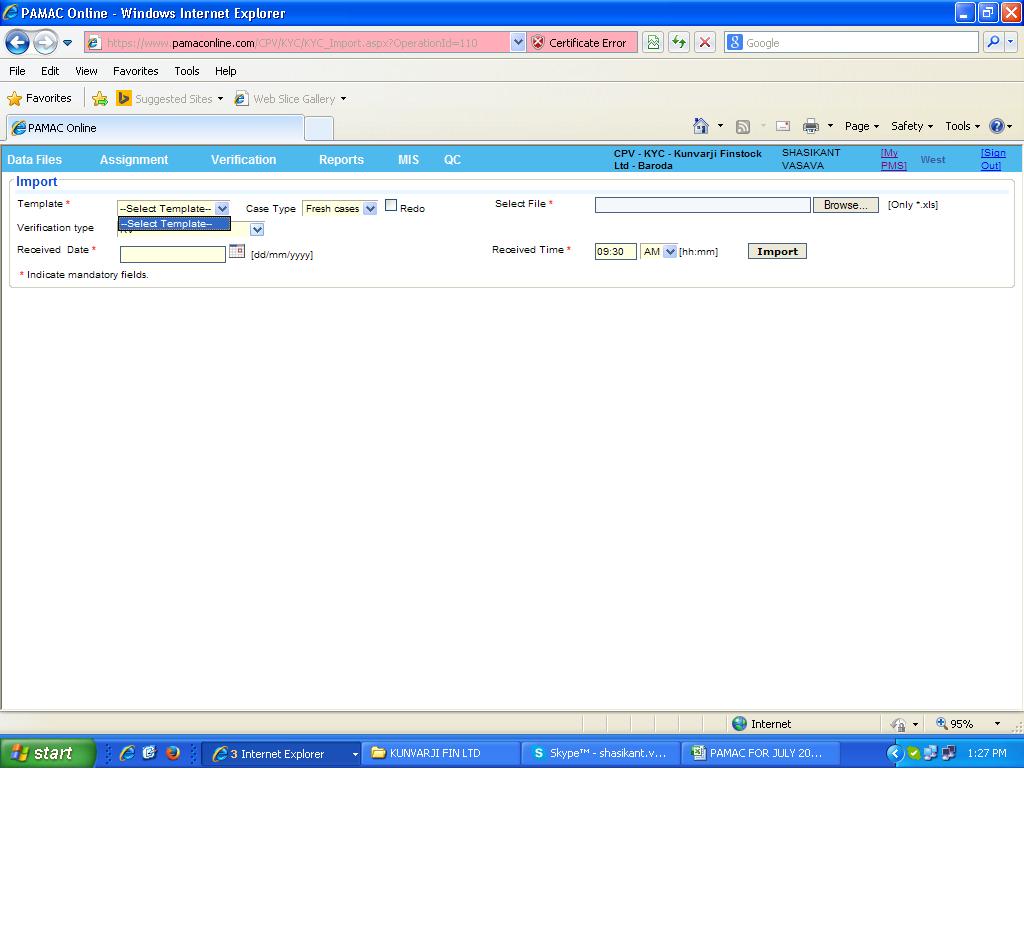 PAMAC Online - Windows Internet Explorer
https://www.pamaconline.com/CPV/KYC/KYC_Import.aspx?OperationId=110
Certificate Error
Google
File Edit View Favorites Tools Help
Favorites Suggested Sites Web Slice Gallery
PAMAC Online
Page Safety Tools
Data Files Assignment Verification Reports MIS QC
CPV - KYC - Kunvarji Finstock
Ltd - Baroda
SHASIKANT
VASAVA
[My
PMS]
West
[Sign
Out]
Import
Template * --Select Template-- Case Type Fresh cases Redo Select File * Browse... [Only *.xls]
--Select Template--
Verification type
Received Date * [dd/mm/yyyy] Received Time * 09:30 AM [hh:mm] Import
* Indicate mandatory fields.
Internet 95%
start 3 Internet Explorer KUNVARJI FIN LTD Skype™ - shasikant.v... PAMAC FOR JULY 20... 1:27 PM